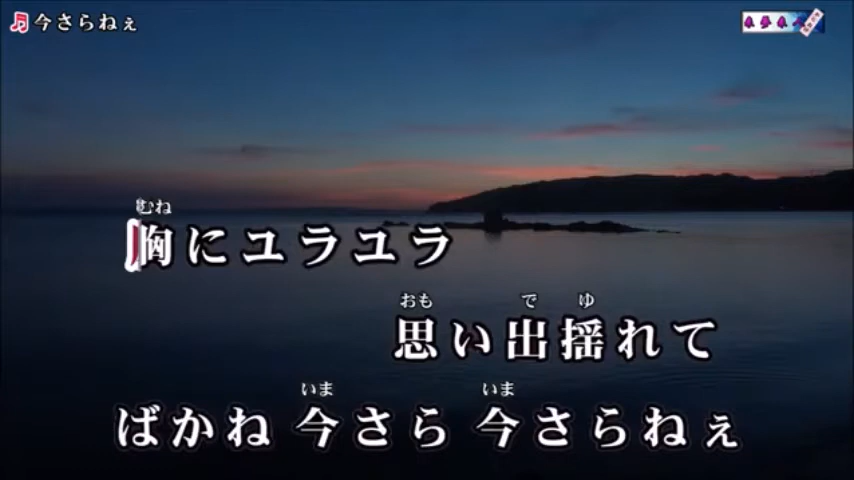 今さらねぇ
むね
胸にユラユラ
おも で ゆ
思い出揺れて
いま いま
ばかね 今さら 今さらねぇ